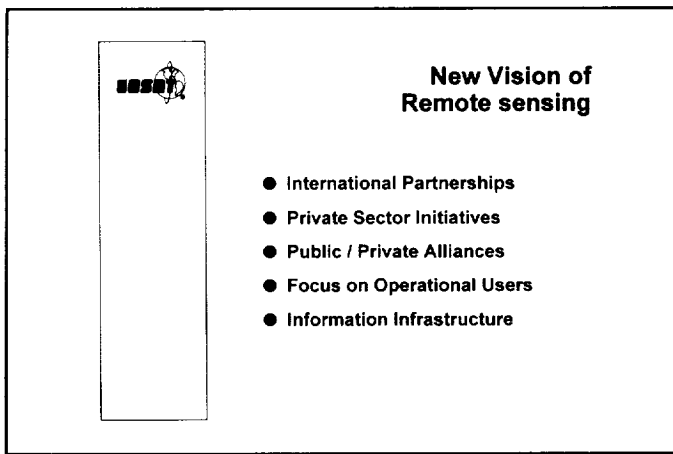 New Vision of
Remote sensing
● International Partnerships
● Private Sector Initiatives
● Public / Private Alliances
● Focus on Operational Users
● Information Infrastructure